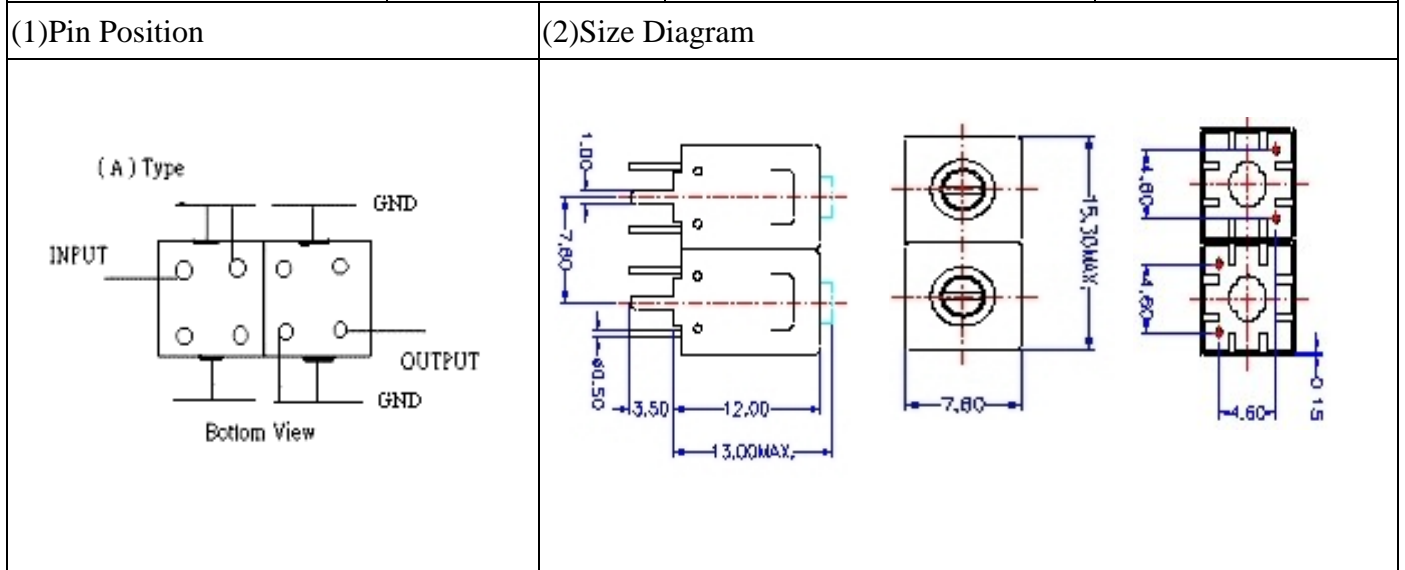 (1)Pin Position
(2)Size Diagram
(A)Type
GND
INPUT
OUTPUT
GND
Bottom View
1.00
7.60
ϕ0.50
3.50
12.00
13.00MAX.
15.30MAX.
7.60
4.60
4.60
4.60
0.15